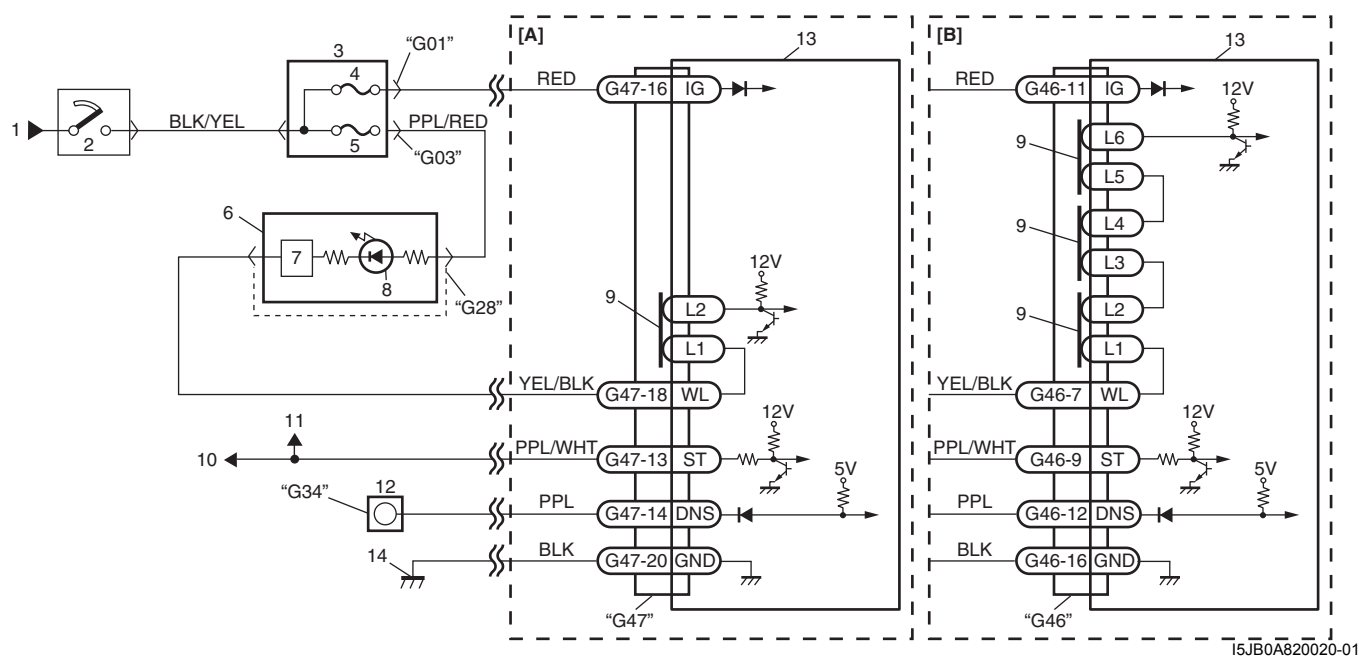 [A]
[B]
3
"G01"
13
13
4
RED
G47-16 IG
RED
G46-11 IG
12V
1
2
BLK/YEL
5
PPL/RED
"G03"
9
L6
L5
6
7
8
"G28"
9
L4
L3
12V
9
L2
L1
9
L2
L1
YEL/BLK
G47-18 WL
YEL/BLK
G46-7 WL
11
12V
12V
10
PPL/WHT
G47-13 ST
PPL/WHT
G46-9 ST
"G34"
12
5V
5V
PPL
G47-14 DNS
PPL
G46-12 DNS
14
BLK
G47-20 GND
BLK
G46-16 GND
"G47"
"G46"
I5JB0A820020-01